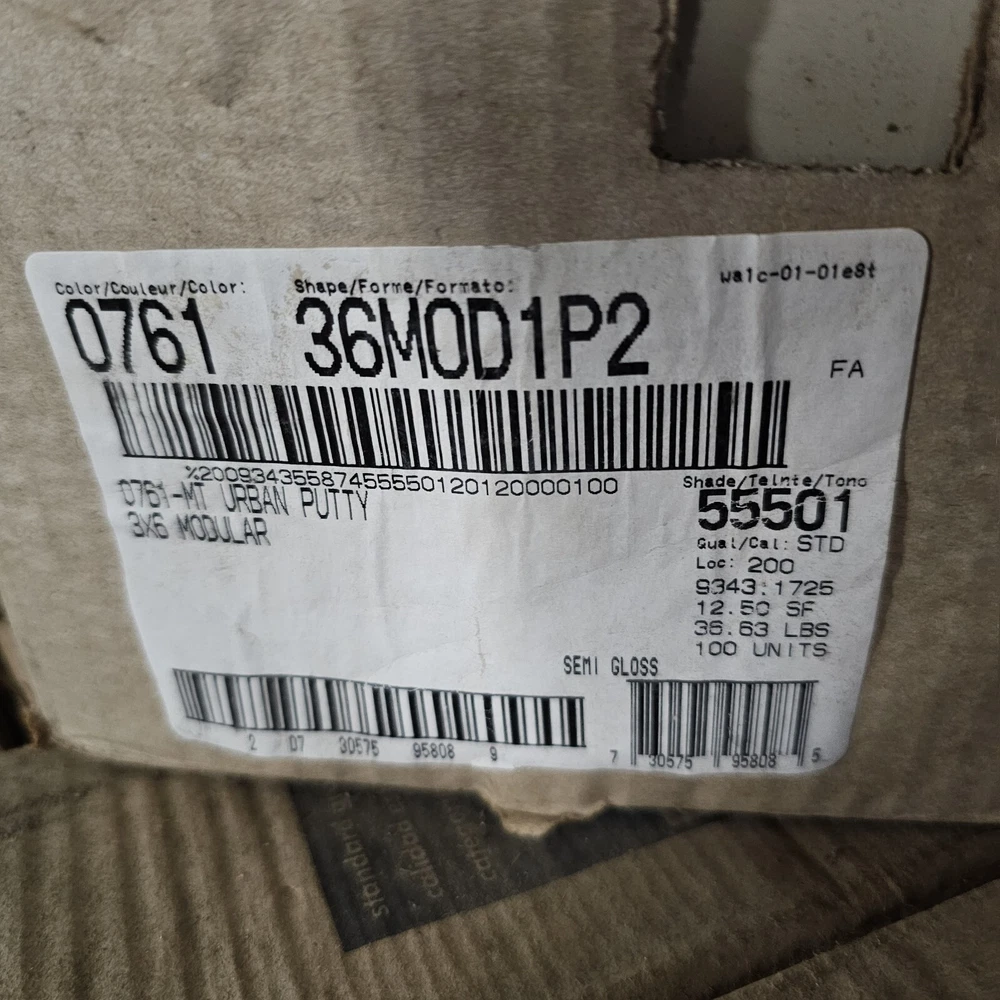 Color/Couleur/Color: Shape/Forme/Formato: wa1c-01-01e8t
0761 36MOD1P2
FA
%20093435587455550120120000100
0761-MT URBAN PUTTY
3X6 MODULAR
Shade/Teinte/Tono
55501
Qual/Cal: STD
Loc: 200
9343:1725
12.50 SF
36.63 LBS
100 UNITS
SEMI GLOSS
2 07 30575 95808 9
7 30575 95808 5
standard g